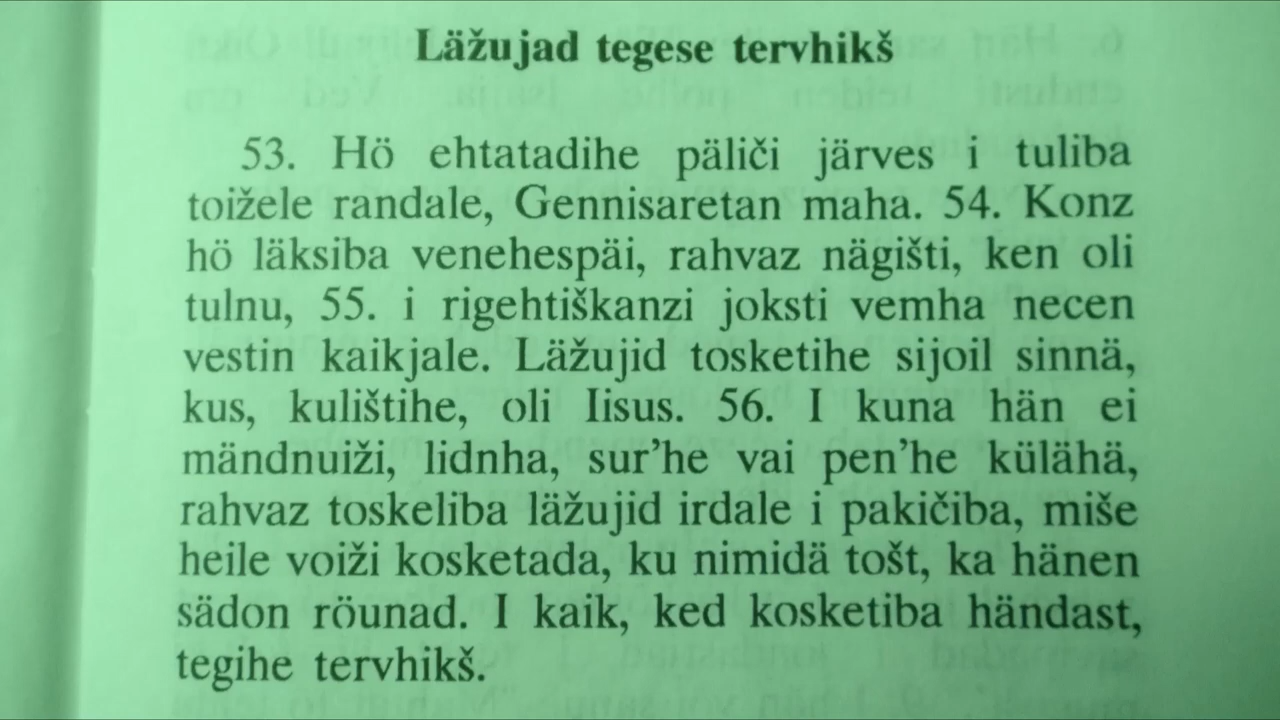 Läžujad tegese tervhikš
53. Hö ehtatadihe päliči järves i tuliba
toižele randale, Gennisaretan maha. 54. Konz
hö läksiba venehespäi, rahvaz nägišti, ken oli
tulnu, 55. i rigehtiškanzi joksti vemha necen
vestin kaikjale. Läžujid tosketihe sijoil sinnä,
kus, kulištihe, oli Iisus. 56. I kuna hän ei
mändnuiži, lidnha, sur’he vai pen’he külähä,
rahvaz toskeliba läžujid irdale i pakičiba, miše
heile voiži kosketada, ku nimidä tošt, ka hänen
sädon röunad. I kaik, ked kosketiba händast,
tegihe tervhikš.